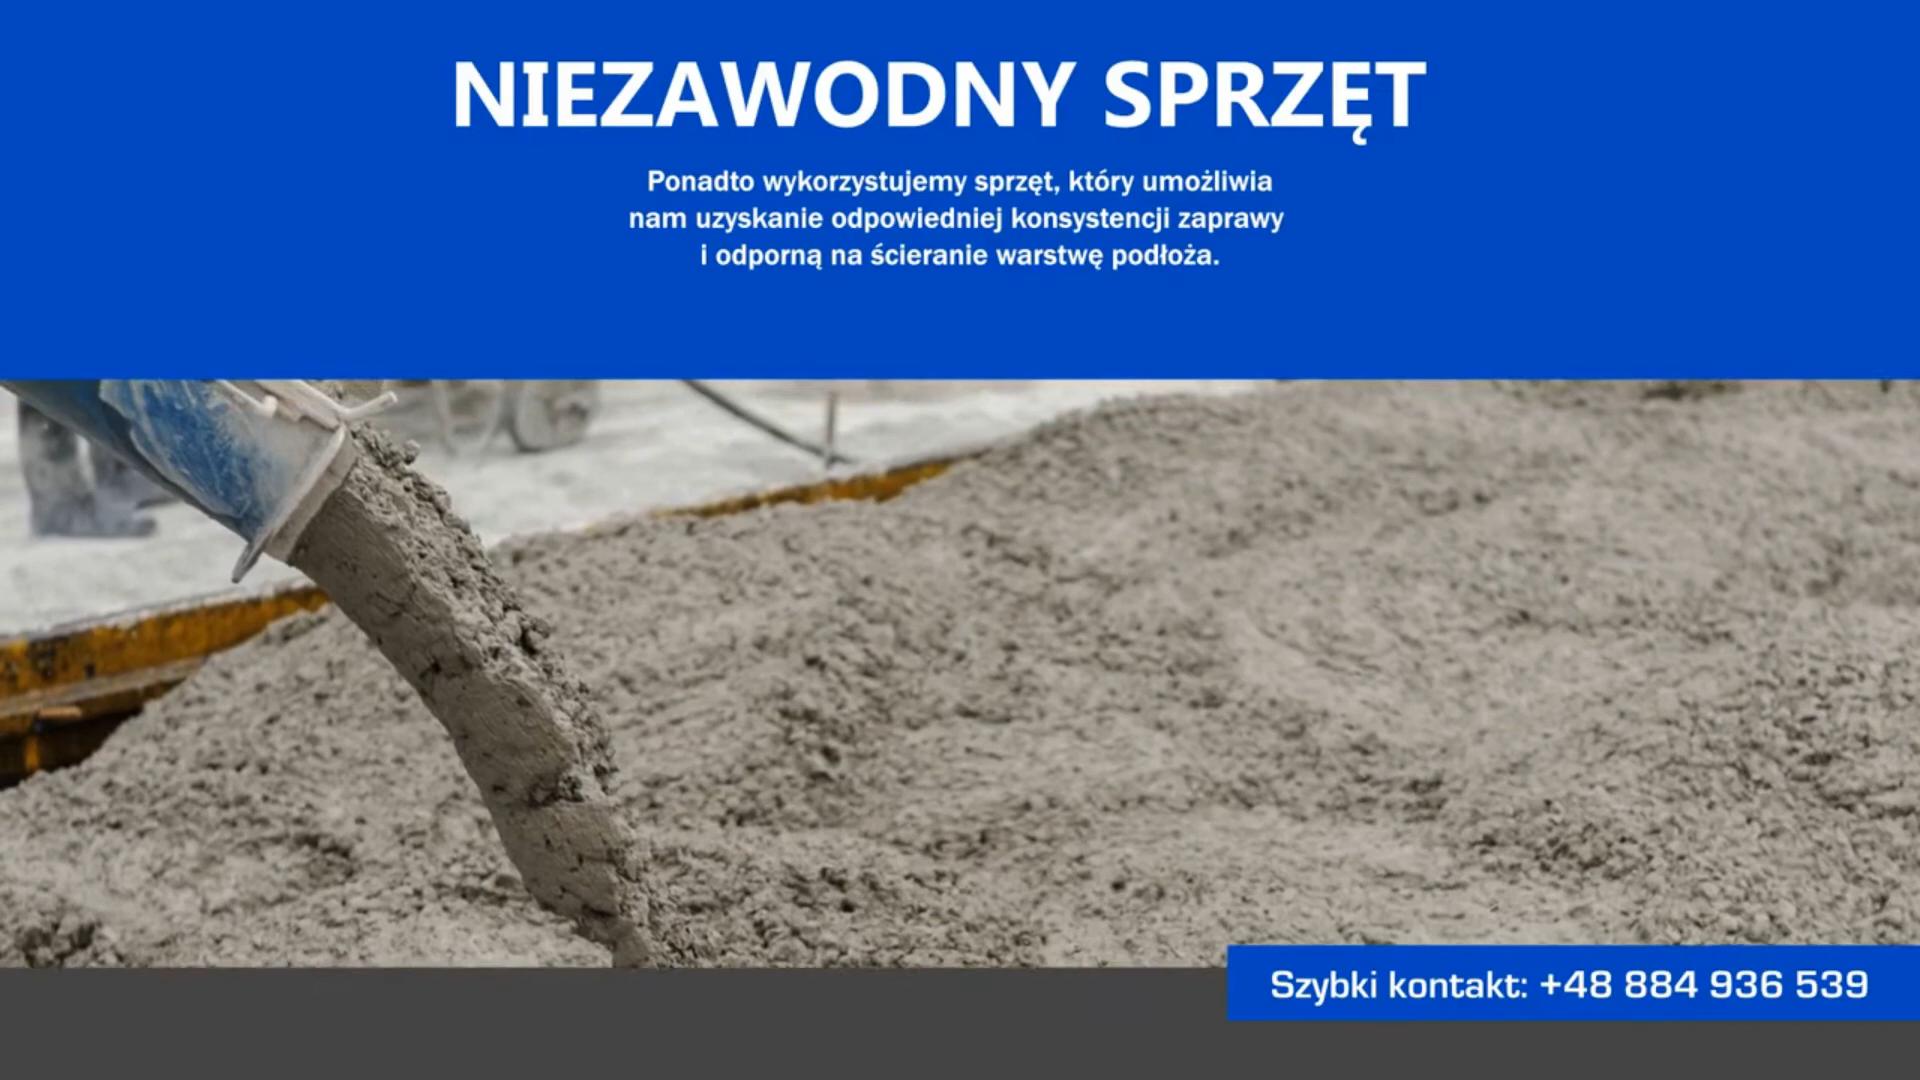 NIEZAWODNY SPRZĘT
Ponadto wykorzystujemy sprzęt, który umożliwia
nam uzyskanie odpowiedniej konsystencji zaprawy
i odporną na ścieranie warstwę podłoża.
Szybki kontakt: +48 884 936 539